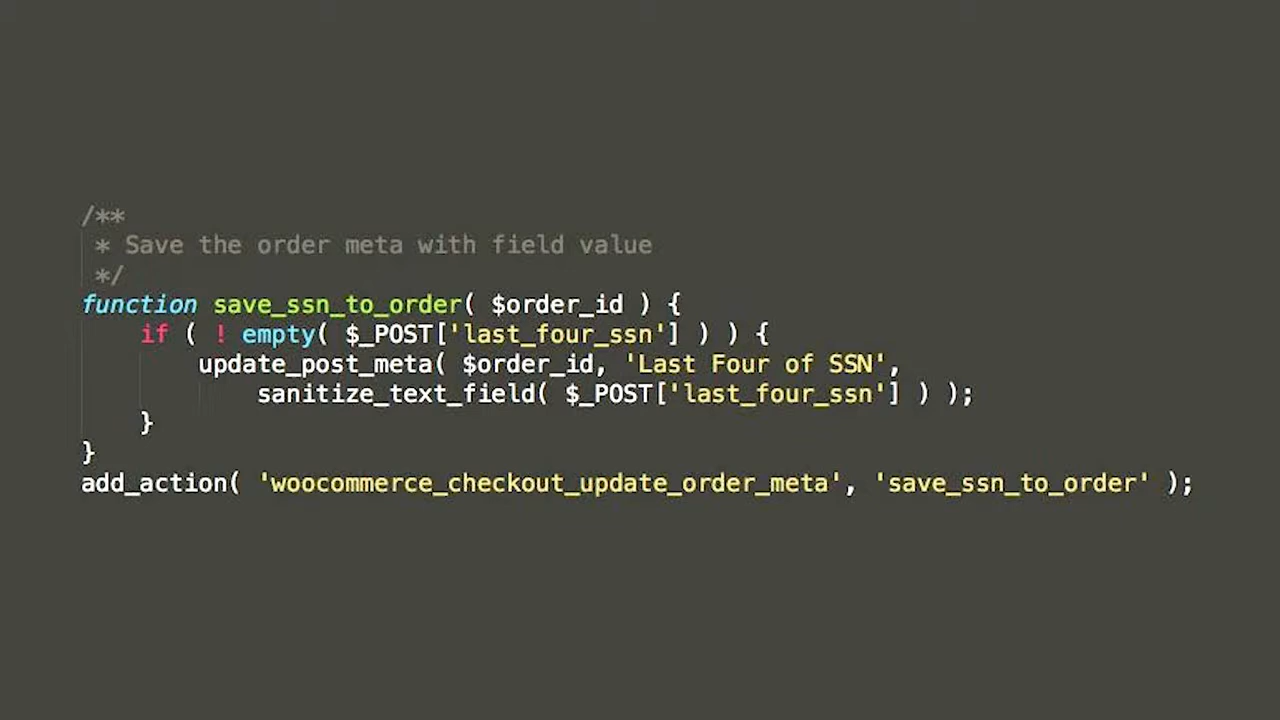 /**
 * Save the order meta with field value
 */
function save_ssn_to_order( $order_id ) {
    if ( ! empty( $_POST['last_four_ssn'] ) ) {
        update_post_meta( $order_id, 'Last Four of SSN',
            sanitize_text_field( $_POST['last_four_ssn'] ) );
    }
}
add_action( 'woocommerce_checkout_update_order_meta', 'save_ssn_to_order' );